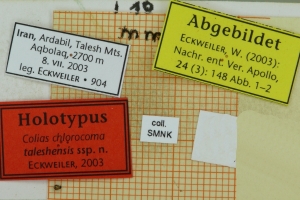 Iran, Ardabil, Talesh Mts.
Aqbolaq, 2700 m
8. VII. 2003
leg. ECKWEILER • 904
Abgebildet
ECKWEILER, W. (2003):
Nachr. ent. Ver. Apollo,
24 (3): 148 Abb. 1–2
Holotypus
Colias chlorocoma
taleshensis ssp. n.
ECKWEILER, 2003
coll.
SMNK